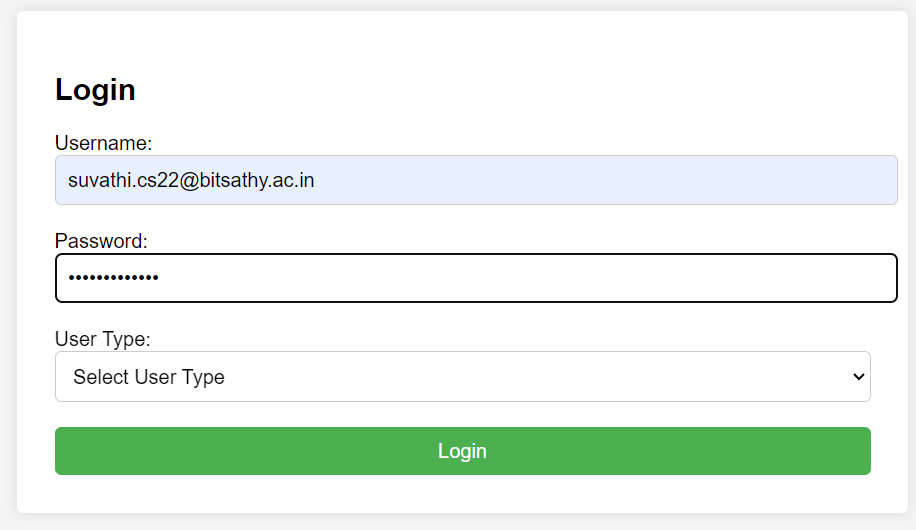 Login
Username:
suvathi.cs22@bitsathy.ac.in
Password:
•••••••••••••
User Type:
Select User Type
Login